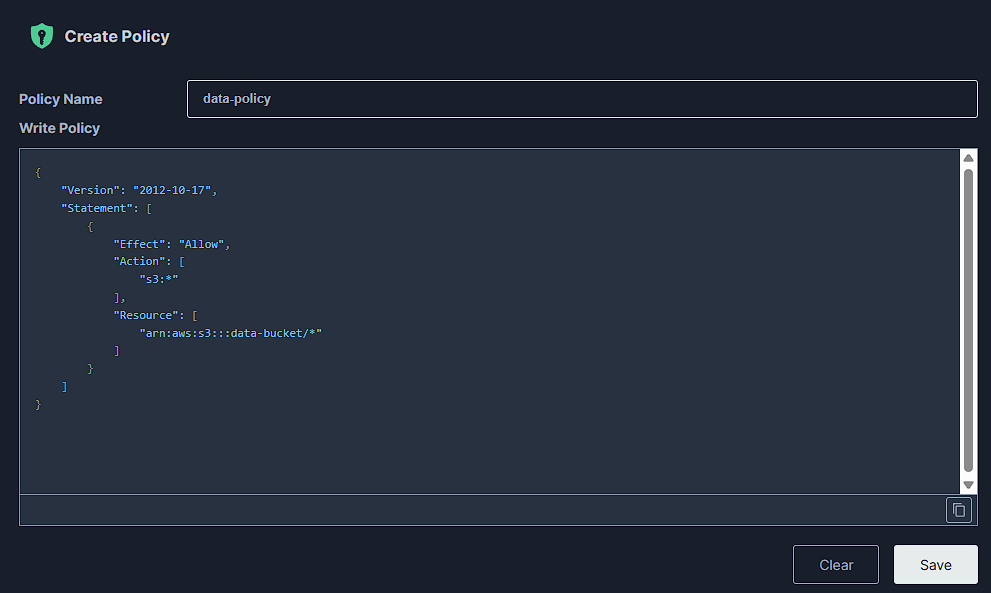 Create Policy
Policy Name
data-policy
Write Policy
{
    "Version": "2012-10-17",
    "Statement": [
        {
            "Effect": "Allow",
            "Action": [
                "s3:*"
            ],
            "Resource": [
                "arn:aws:s3:::data-bucket/*"
            ]
        }
    ]
}
Clear
Save